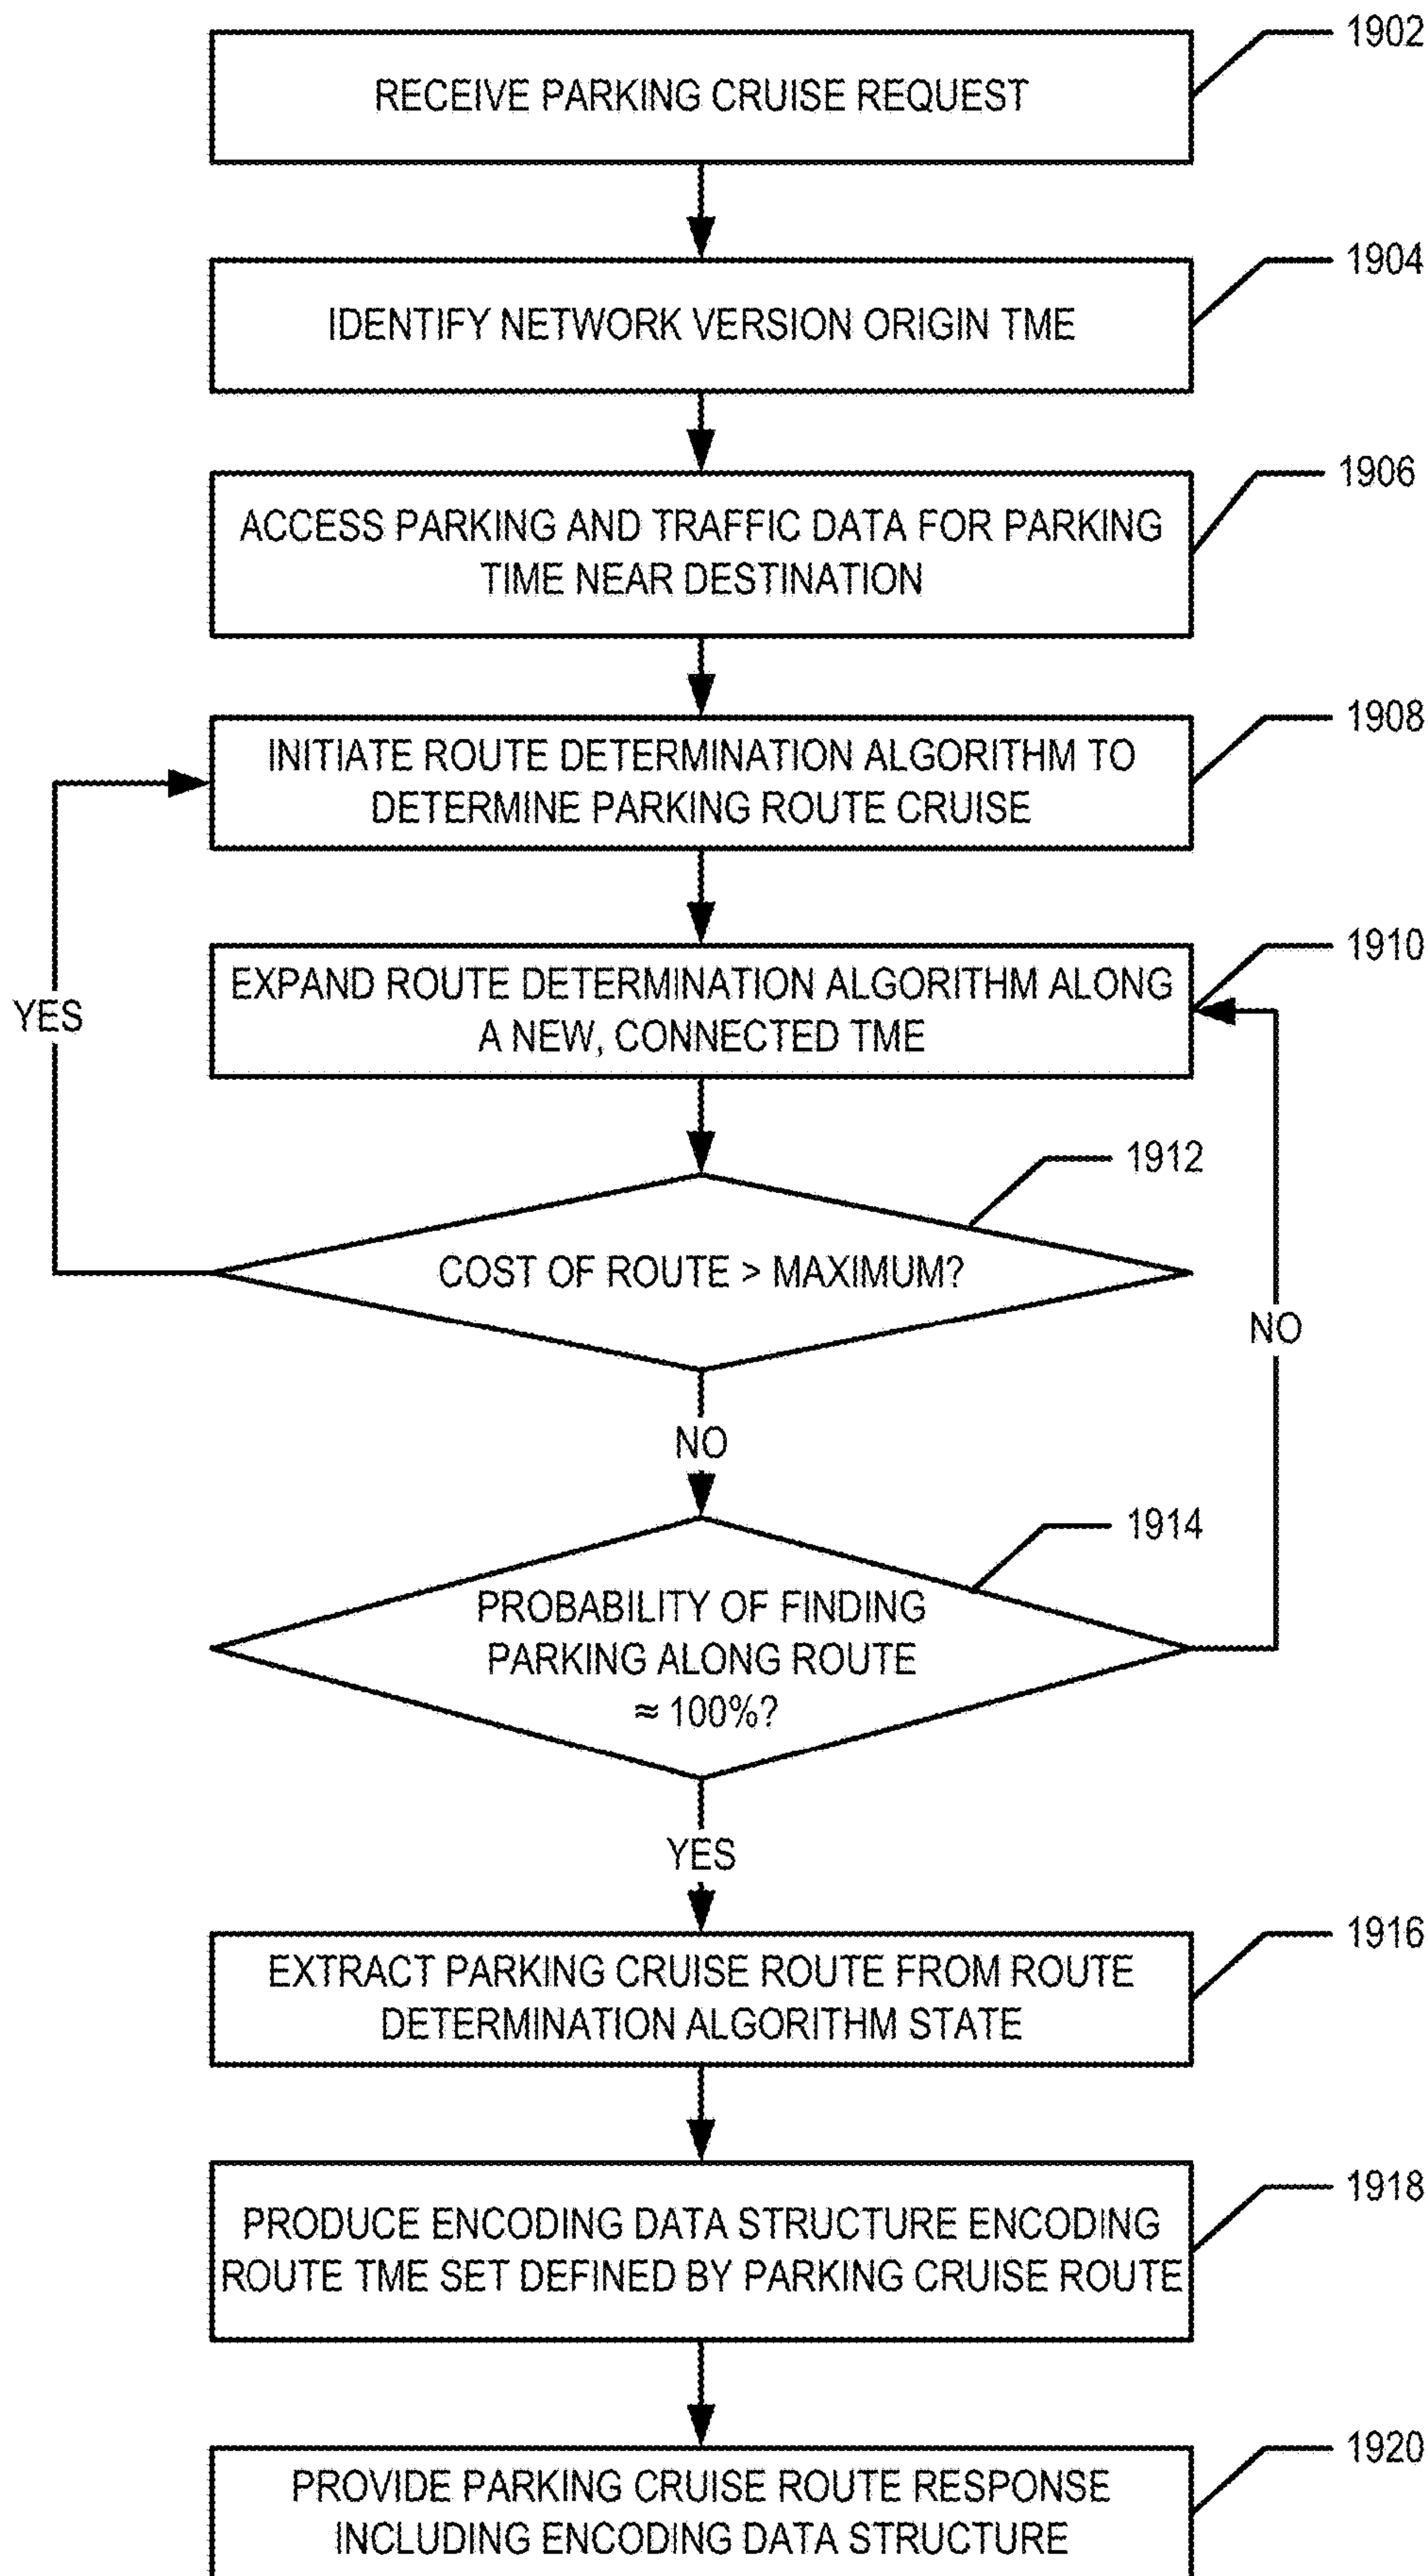 1902
RECEIVE PARKING CRUISE REQUEST
1904
IDENTIFY NETWORK VERSION ORIGIN TME
1906
ACCESS PARKING AND TRAFFIC DATA FOR PARKING
TIME NEAR DESTINATION
1908
INITIATE ROUTE DETERMINATION ALGORITHM TO
DETERMINE PARKING ROUTE CRUISE
1910
EXPAND ROUTE DETERMINATION ALGORITHM ALONG
A NEW, CONNECTED TME
YES
1912
COST OF ROUTE > MAXIMUM?
NO
NO
1914
PROBABILITY OF FINDING
PARKING ALONG ROUTE
≈ 100%?
YES
1916
EXTRACT PARKING CRUISE ROUTE FROM ROUTE
DETERMINATION ALGORITHM STATE
1918
PRODUCE ENCODING DATA STRUCTURE ENCODING
ROUTE TME SET DEFINED BY PARKING CRUISE ROUTE
1920
PROVIDE PARKING CRUISE ROUTE RESPONSE
INCLUDING ENCODING DATA STRUCTURE